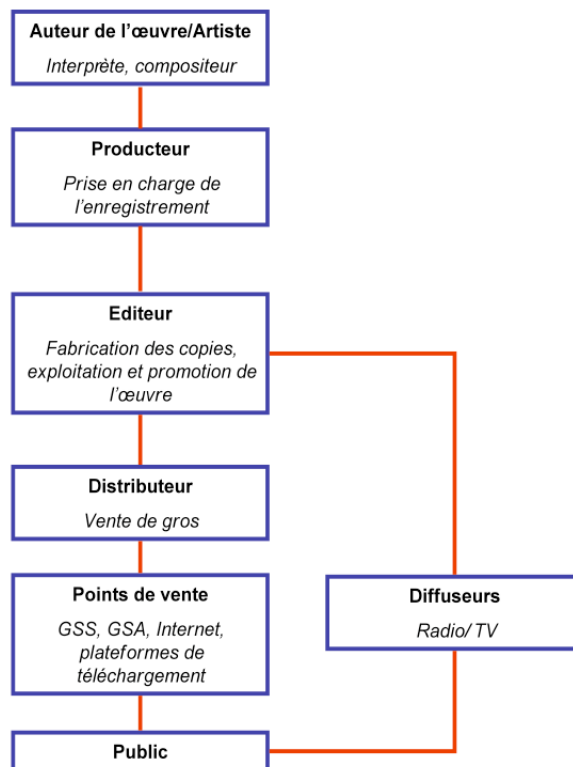 Auteur de l’œuvre/Artiste
Interprète, compositeur
Producteur
Prise en charge de
l’enregistrement
Editeur
Fabrication des copies,
exploitation et promotion de
l’œuvre
Distributeur
Vente de gros
Points de vente
GSS, GSA, Internet,
plateformes de
téléchargement
Diffuseurs
Radio/ TV
Public